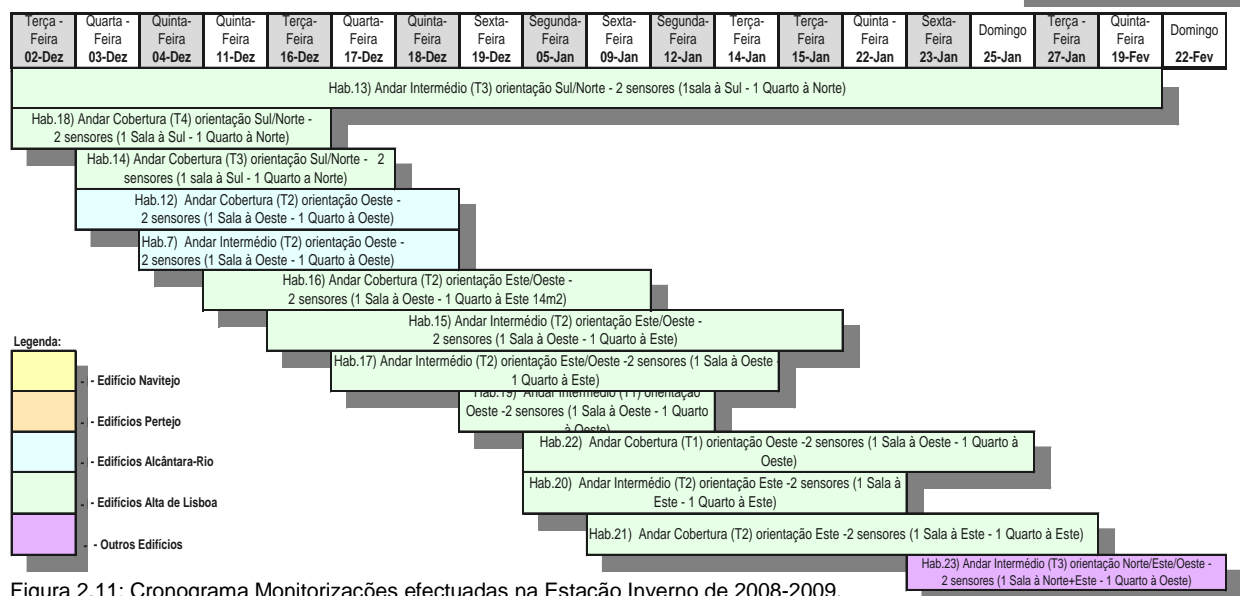 Terça - Feira 02-Dez
Quarta - Feira 03-Dez
Quinta- Feira 04-Dez
Quinta- Feira 11-Dez
Terça- Feira 16-Dez
Quarta- Feira 17-Dez
Quinta- Feira 18-Dez
Sexta- Feira 19-Dez
Segunda- Feira 05-Jan
Sexta- Feira 09-Jan
Segunda- Feira 12-Jan
Terça- Feira 14-Jan
Terça- Feira 15-Jan
Quinta - Feira 22-Jan
Sexta- Feira 23-Jan
Domingo 25-Jan
Terça - Feira 27-Jan
Quinta- Feira 19-Fev
Domingo 22-Fev
Hab.13) Andar Intermédio (T3) orientação Sul/Norte - 2 sensores (1sala à Sul - 1 Quarto à Norte)
Hab.18) Andar Cobertura (T4) orientação Sul/Norte -
2 sensores (1 Sala à Sul - 1 Quarto à Norte)
Hab.14) Andar Cobertura (T3) orientação Sul/Norte - 2
sensores (1 sala à Sul - 1 Quarto a Norte)
Hab.12) Andar Cobertura (T2) orientação Oeste -
2 sensores (1 Sala à Oeste - 1 Quarto à Oeste)
Hab.7) Andar Intermédio (T2) orientação Oeste -
2 sensores (1 Sala à Oeste - 1 Quarto à Oeste)
Hab.16) Andar Cobertura (T2) orientação Este/Oeste -
2 sensores (1 Sala à Oeste - 1 Quarto à Este 14m2)
Hab.15) Andar Intermédio (T2) orientação Este/Oeste -
2 sensores (1 Sala à Oeste - 1 Quarto à Este)
Hab.17) Andar Intermédio (T2) orientação Este/Oeste -2 sensores (1 Sala à Oeste -
1 Quarto à Este)
Hab.19) Andar Intermédio (T1) orientação
Oeste -2 sensores (1 Sala à Oeste - 1 Quarto
à Oeste)
Hab.22) Andar Cobertura (T1) orientação Oeste -2 sensores (1 Sala à Oeste - 1 Quarto à
Oeste)
Hab.20) Andar Intermédio (T2) orientação Este -2 sensores (1 Sala à
Este - 1 Quarto à Este)
Hab.21) Andar Cobertura (T2) orientação Este -2 sensores (1 Sala à Este - 1 Quarto à Este)
Hab.23) Andar Intermédio (T3) orientação Norte/Este/Oeste -
2 sensores (1 Sala à Norte+Este - 1 Quarto à Oeste)
Legenda:
- Edifício Navitejo
- Edifícios Pertejo
- Edifícios Alcântara-Rio
- Edifícios Alta de Lisboa
- Outros Edifícios
Figura 2.11: Cronograma Monitorizações efectuadas na Estação Inverno de 2008-2009.